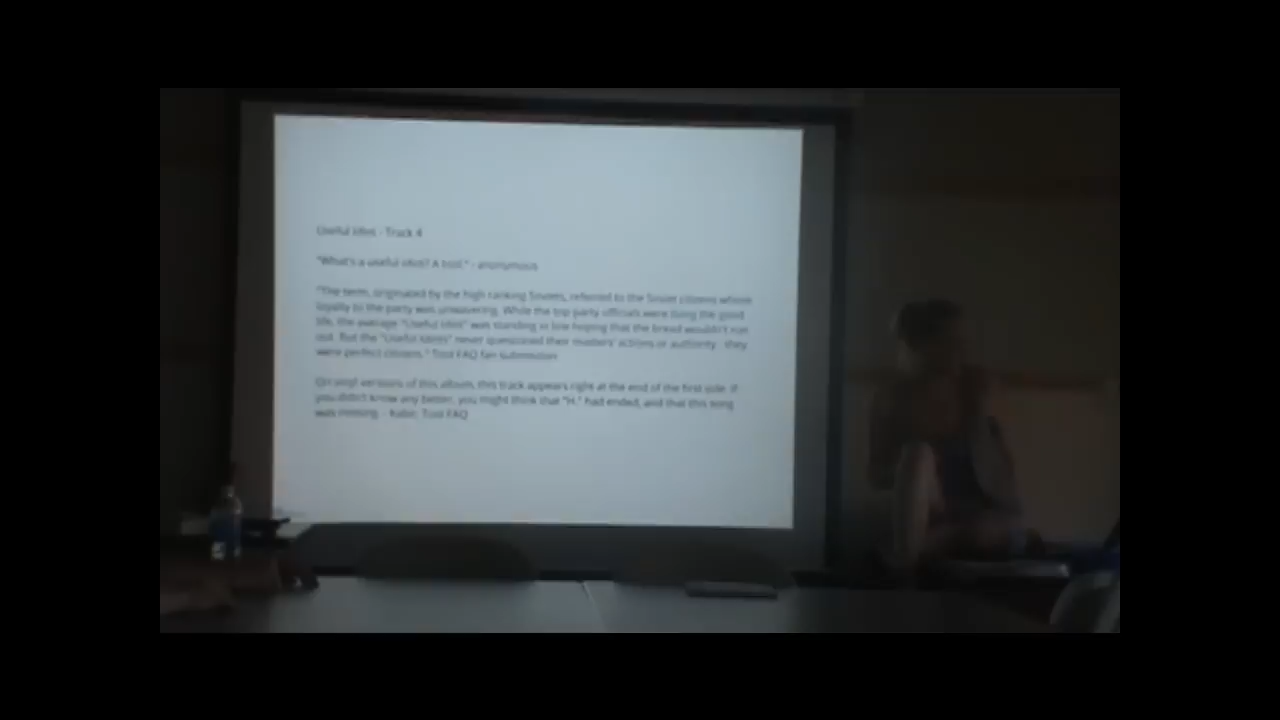 Useful Idiot - Track 4
"What's a useful idiot? A tool." - anonymous
"The term, originated by the high ranking Soviets, referred to the Soviet citizens whose
loyalty to the party was unwavering. While the top party officials were living the good
life, the average "Useful Idiot" was standing in line hoping that the bread wouldn't run
out. But the "Useful Idiots" never questioned their masters' actions or authority - they
were perfect citizens." Tool FAQ fan submission
On vinyl versions of this album, this track appears right at the end of the first side. If
you didn't know any better, you might think that "H." had ended, and that this song
was missing. - Kabir, Tool FAQ